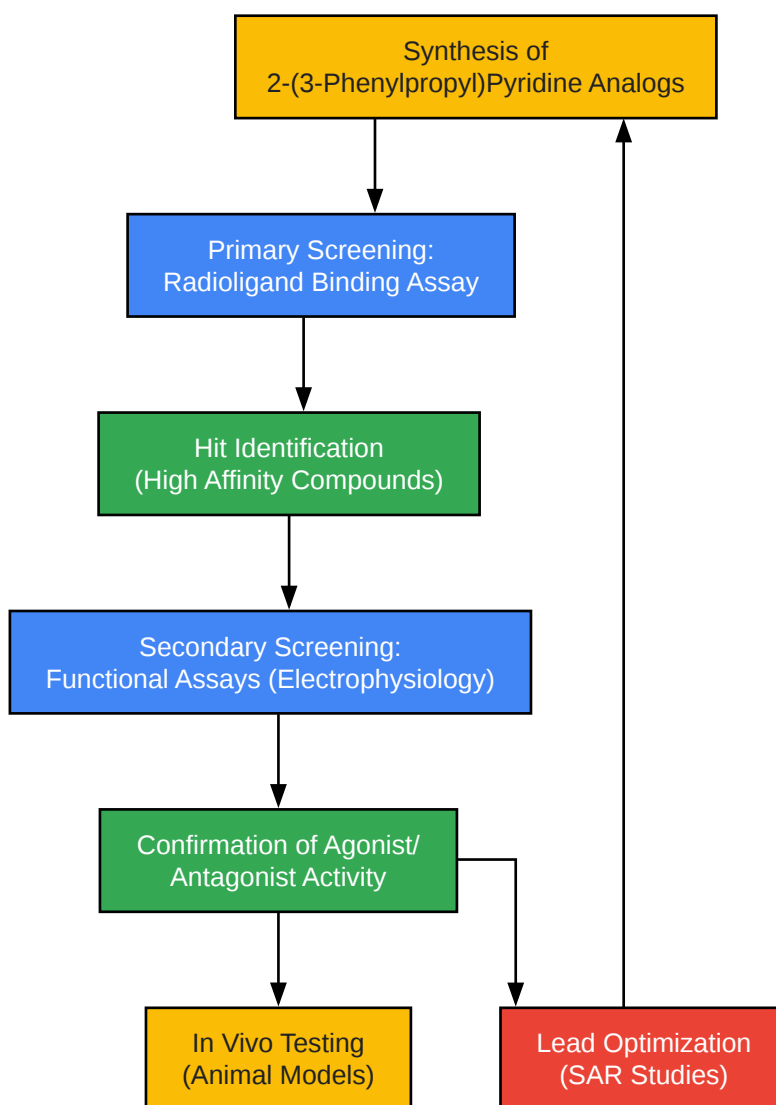 Synthesis of
2-(3-Phenylpropyl)Pyridine Analogs
Primary Screening:
Radioligand Binding Assay
Hit Identification
(High Affinity Compounds)
Secondary Screening:
Functional Assays (Electrophysiology)
Confirmation of Agonist/
Antagonist Activity
In Vivo Testing
(Animal Models)
Lead Optimization
(SAR Studies)